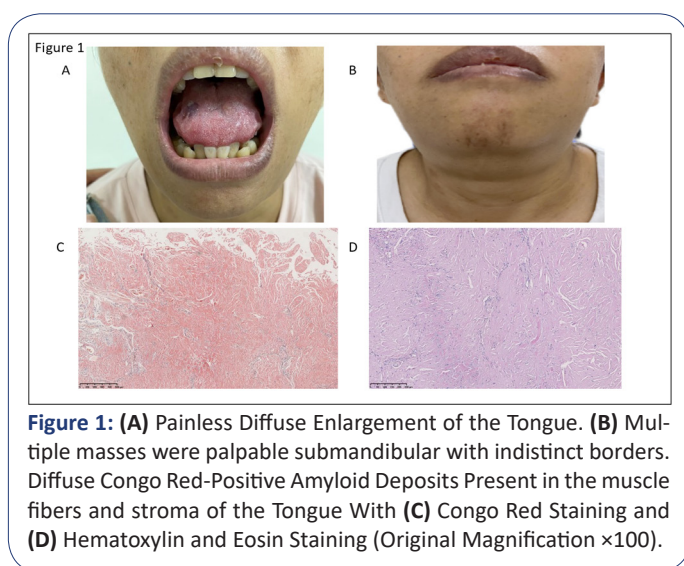 Figure 1
A
B
C
D
Figure 1: (A) Painless Diffuse Enlargement of the Tongue. (B) Mul-
tiple masses were palpable submandibular with indistinct borders.
Diffuse Congo Red-Positive Amyloid Deposits Present in the muscle
fibers and stroma of the Tongue With (C) Congo Red Staining and
(D) Hematoxylin and Eosin Staining (Original Magnification ×100).